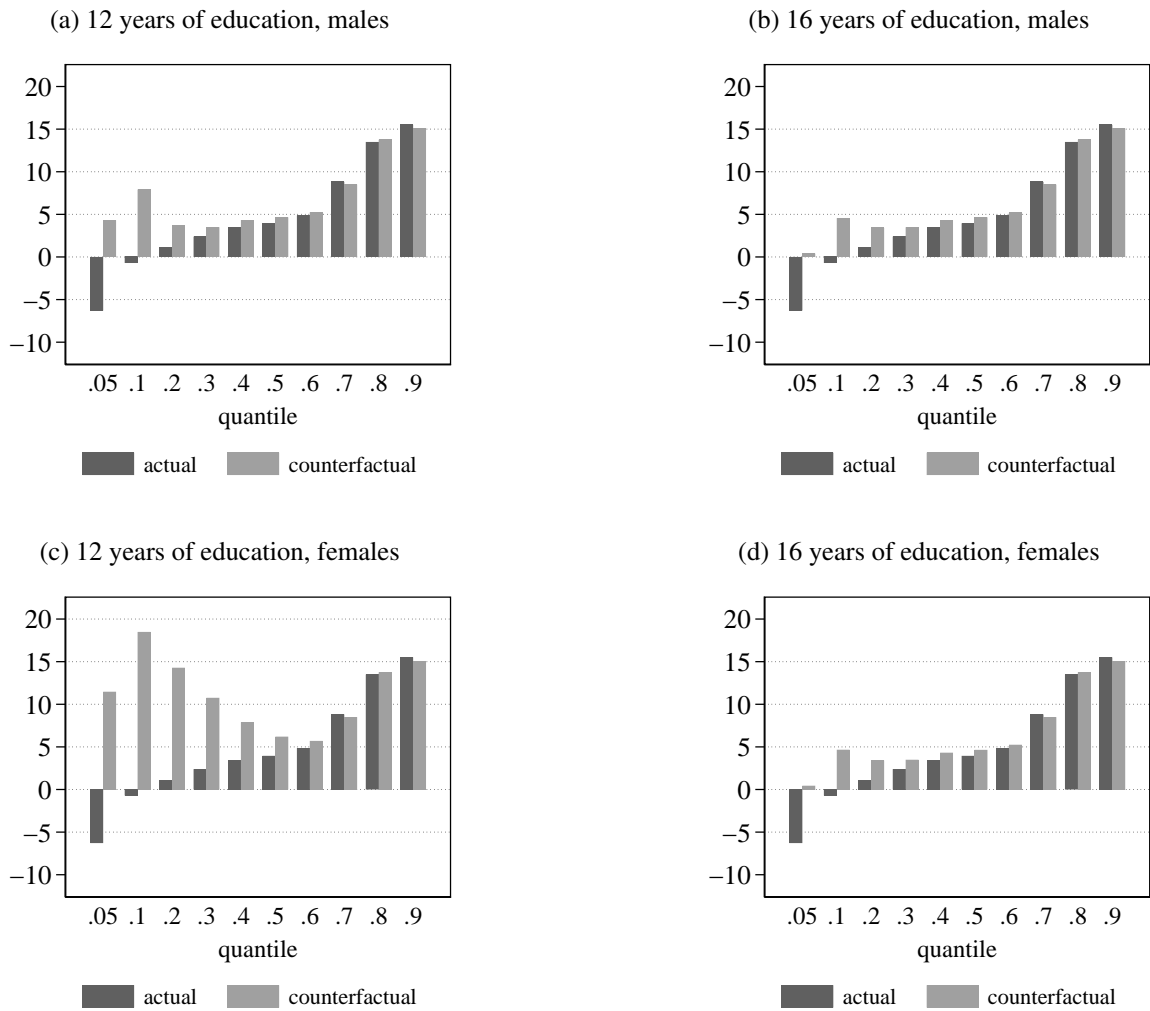 (a) 12 years of education, males
20
15
10
5
0
−5
−10
.05 .1 .2 .3 .4 .5 .6 .7 .8 .9
quantile
actual counterfactual
(b) 16 years of education, males
20
15
10
5
0
−5
−10
.05 .1 .2 .3 .4 .5 .6 .7 .8 .9
quantile
actual counterfactual
(c) 12 years of education, females
20
15
10
5
0
−5
−10
.05 .1 .2 .3 .4 .5 .6 .7 .8 .9
quantile
actual counterfactual
(d) 16 years of education, females
20
15
10
5
0
−5
−10
.05 .1 .2 .3 .4 .5 .6 .7 .8 .9
quantile
actual counterfactual